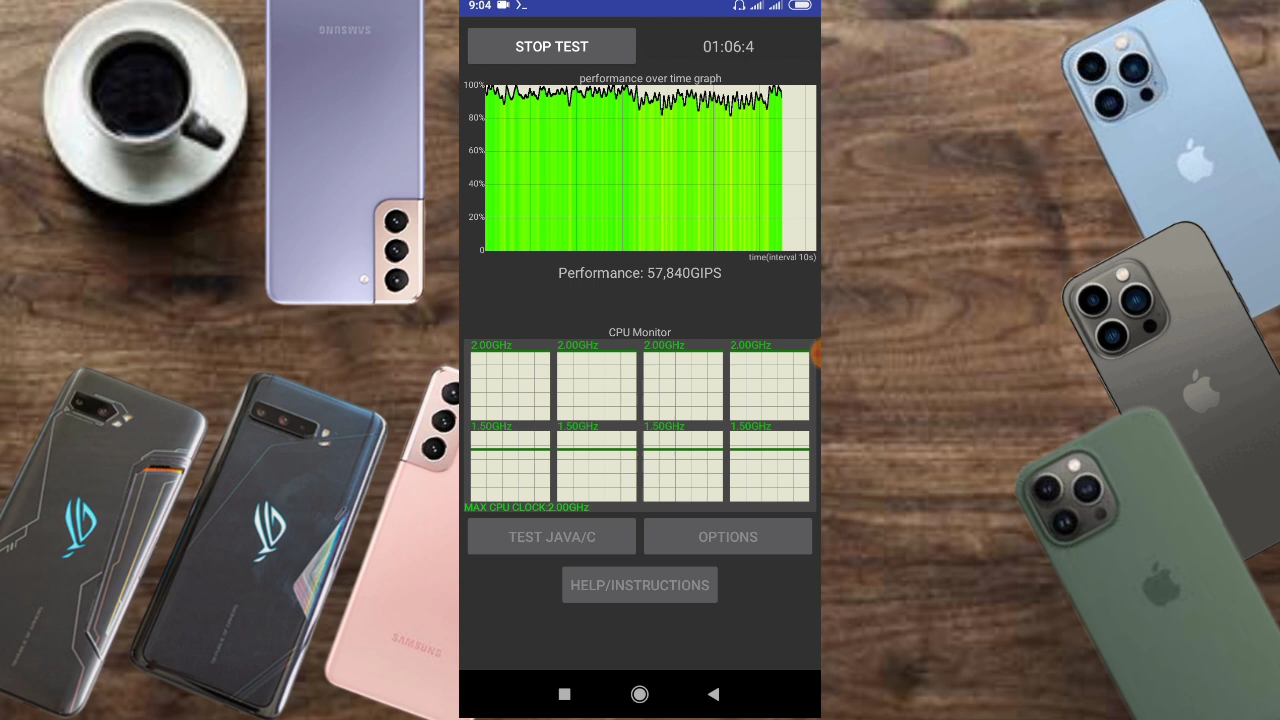 SAMSUNG
9:04
STOP TEST
01:06:4
performance over time graph
100%
80%
60%
40%
20%
0
time(interval 10s)
Performance: 57,840GIPS
CPU Monitor
2.00GHz 2.00GHz 2.00GHz 2.00GHz
1.50GHz 1.50GHz 1.50GHz 1.50GHz
MAX CPU CLOCK:2.00GHz
TEST JAVA/C
OPTIONS
HELP/INSTRUCTIONS
SAMSUNG